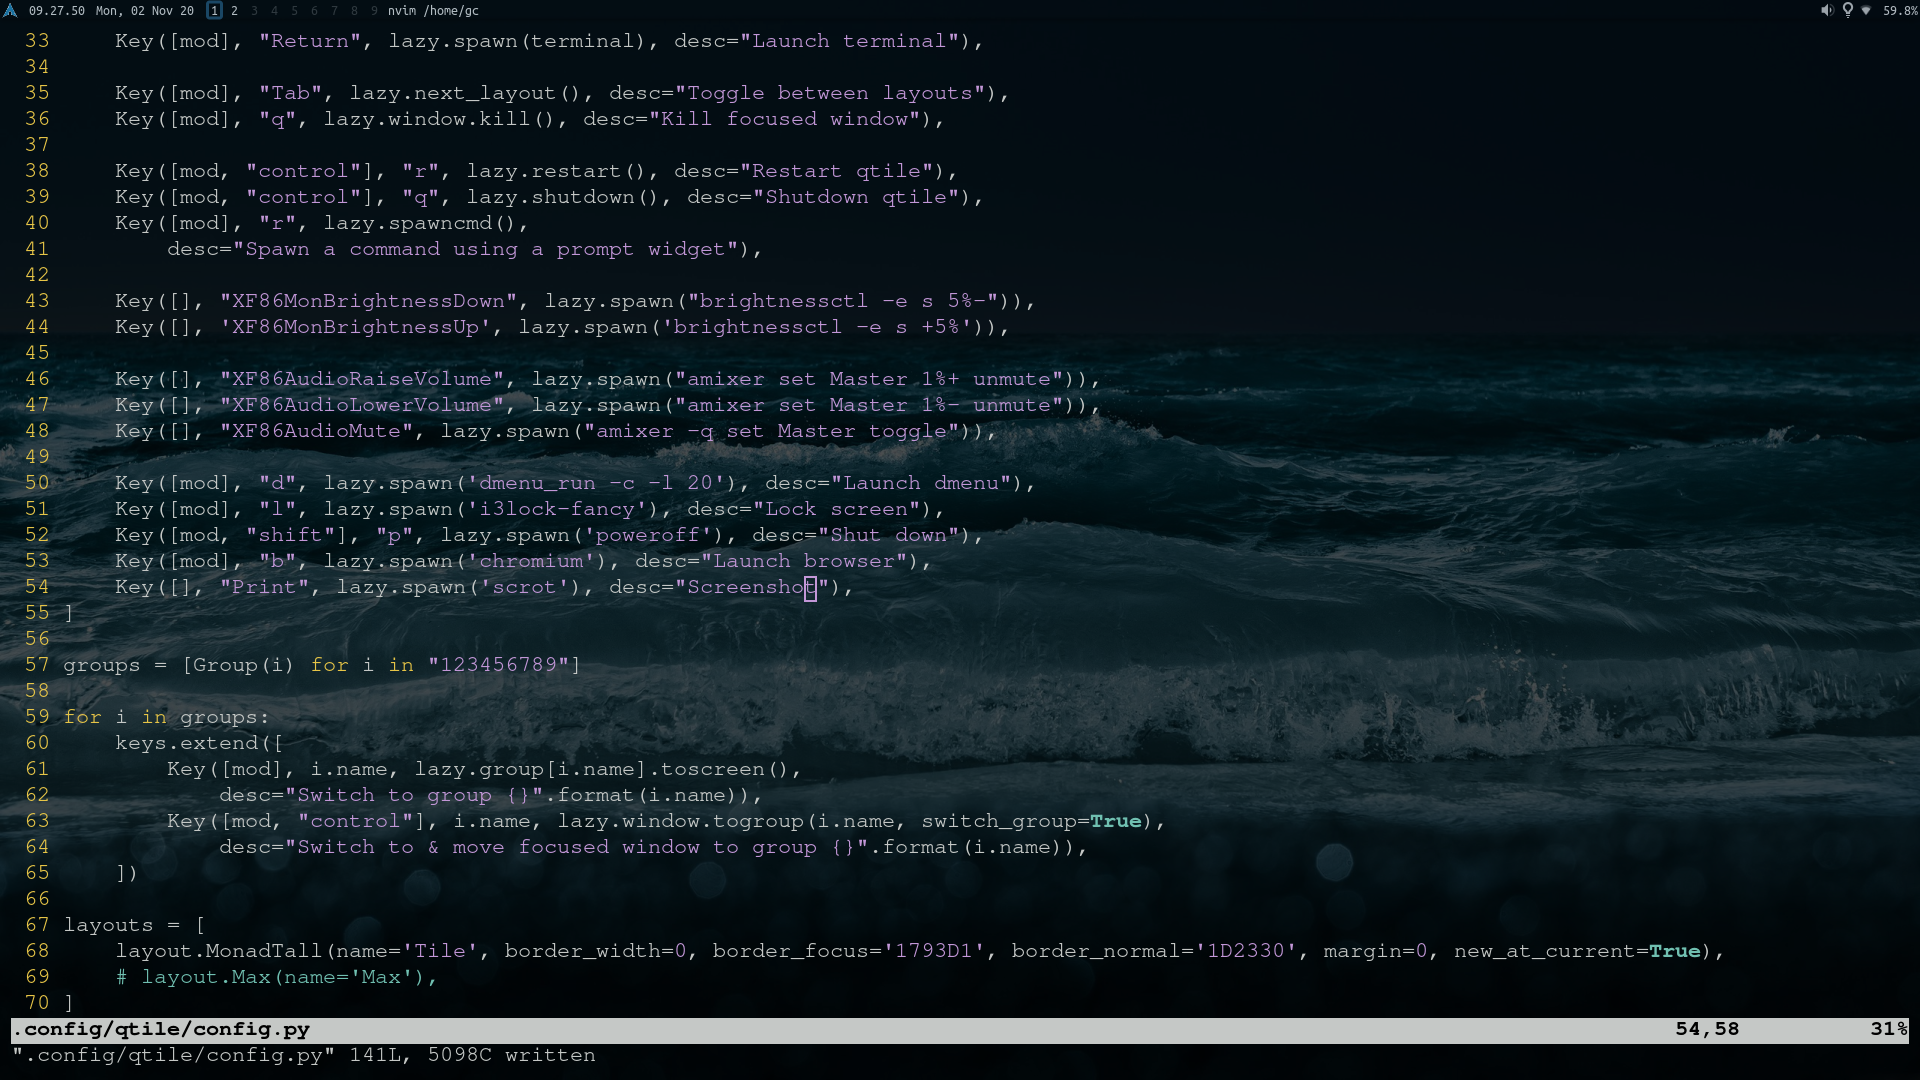 09.27.50 Mon, 02 Nov 20 1 2 3 4 5 6 7 8 9 nvim /home/gc 59.8%
33 Key([mod], "Return", lazy.spawn(terminal), desc="Launch terminal"),
34
35 Key([mod], "Tab", lazy.next_layout(), desc="Toggle between layouts"),
36 Key([mod], "q", lazy.window.kill(), desc="Kill focused window"),
37
38 Key([mod, "control"], "r", lazy.restart(), desc="Restart qtile"),
39 Key([mod, "control"], "q", lazy.shutdown(), desc="Shutdown qtile"),
40 Key([mod], "r", lazy.spawncmd(),
41 desc="Spawn a command using a prompt widget"),
42
43 Key([], "XF86MonBrightnessDown", lazy.spawn("brightnessctl -e s 5%-")),
44 Key([], 'XF86MonBrightnessUp', lazy.spawn('brightnessctl -e s +5%')),
45
46 Key([], "XF86AudioRaiseVolume", lazy.spawn("amixer set Master 1%+ unmute")),
47 Key([], "XF86AudioLowerVolume", lazy.spawn("amixer set Master 1%- unmute")),
48 Key([], "XF86AudioMute", lazy.spawn("amixer -q set Master toggle")),
49
50 Key([mod], "d", lazy.spawn('dmenu_run -c -l 20'), desc="Launch dmenu"),
51 Key([mod], "l", lazy.spawn('i3lock-fancy'), desc="Lock screen"),
52 Key([mod, "shift"], "p", lazy.spawn('poweroff'), desc="Shut down"),
53 Key([mod], "b", lazy.spawn('chromium'), desc="Launch browser"),
54 Key([], "Print", lazy.spawn('scrot'), desc="Screenshot"),
55 ]
56
57 groups = [Group(i) for i in "123456789"]
58
59 for i in groups:
60 keys.extend([
61 Key([mod], i.name, lazy.group[i.name].toscreen(),
62 desc="Switch to group {}".format(i.name)),
63 Key([mod, "control"], i.name, lazy.window.togroup(i.name, switch_group=True),
64 desc="Switch to & move focused window to group {}".format(i.name)),
65 ])
66
67 layouts = [
68 layout.MonadTall(name='Tile', border_width=0, border_focus='1793D1', border_normal='1D2330', margin=0, new_at_current=True),
69 # layout.Max(name='Max'),
70 ]
.config/qtile/config.py 54,58 31%
".config/qtile/config.py" 141L, 5098C written